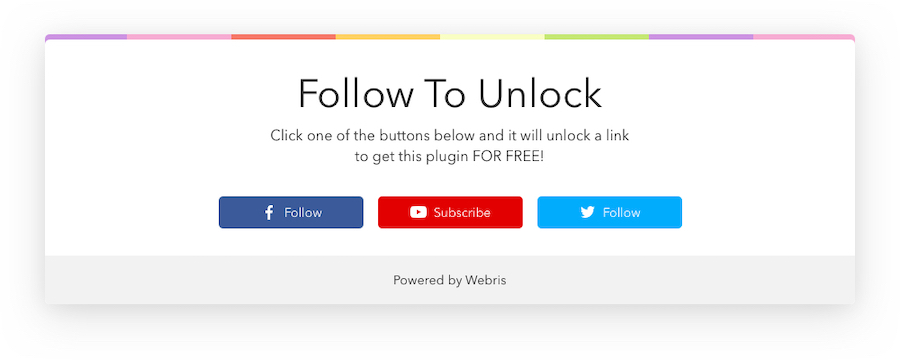 Follow To Unlock
Click one of the buttons below and it will unlock a link
to get this plugin FOR FREE!
Follow
Subscribe
Follow
Powered by Webris